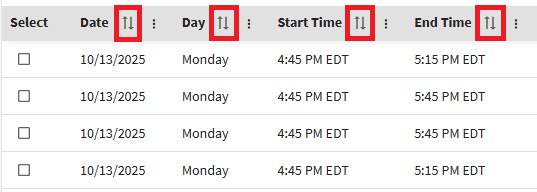 Select Date Day Start Time End Time
10/13/2025 Monday 4:45 PM EDT 5:15 PM EDT
10/13/2025 Monday 4:45 PM EDT 5:45 PM EDT
10/13/2025 Monday 4:45 PM EDT 5:45 PM EDT
10/13/2025 Monday 4:45 PM EDT 5:15 PM EDT